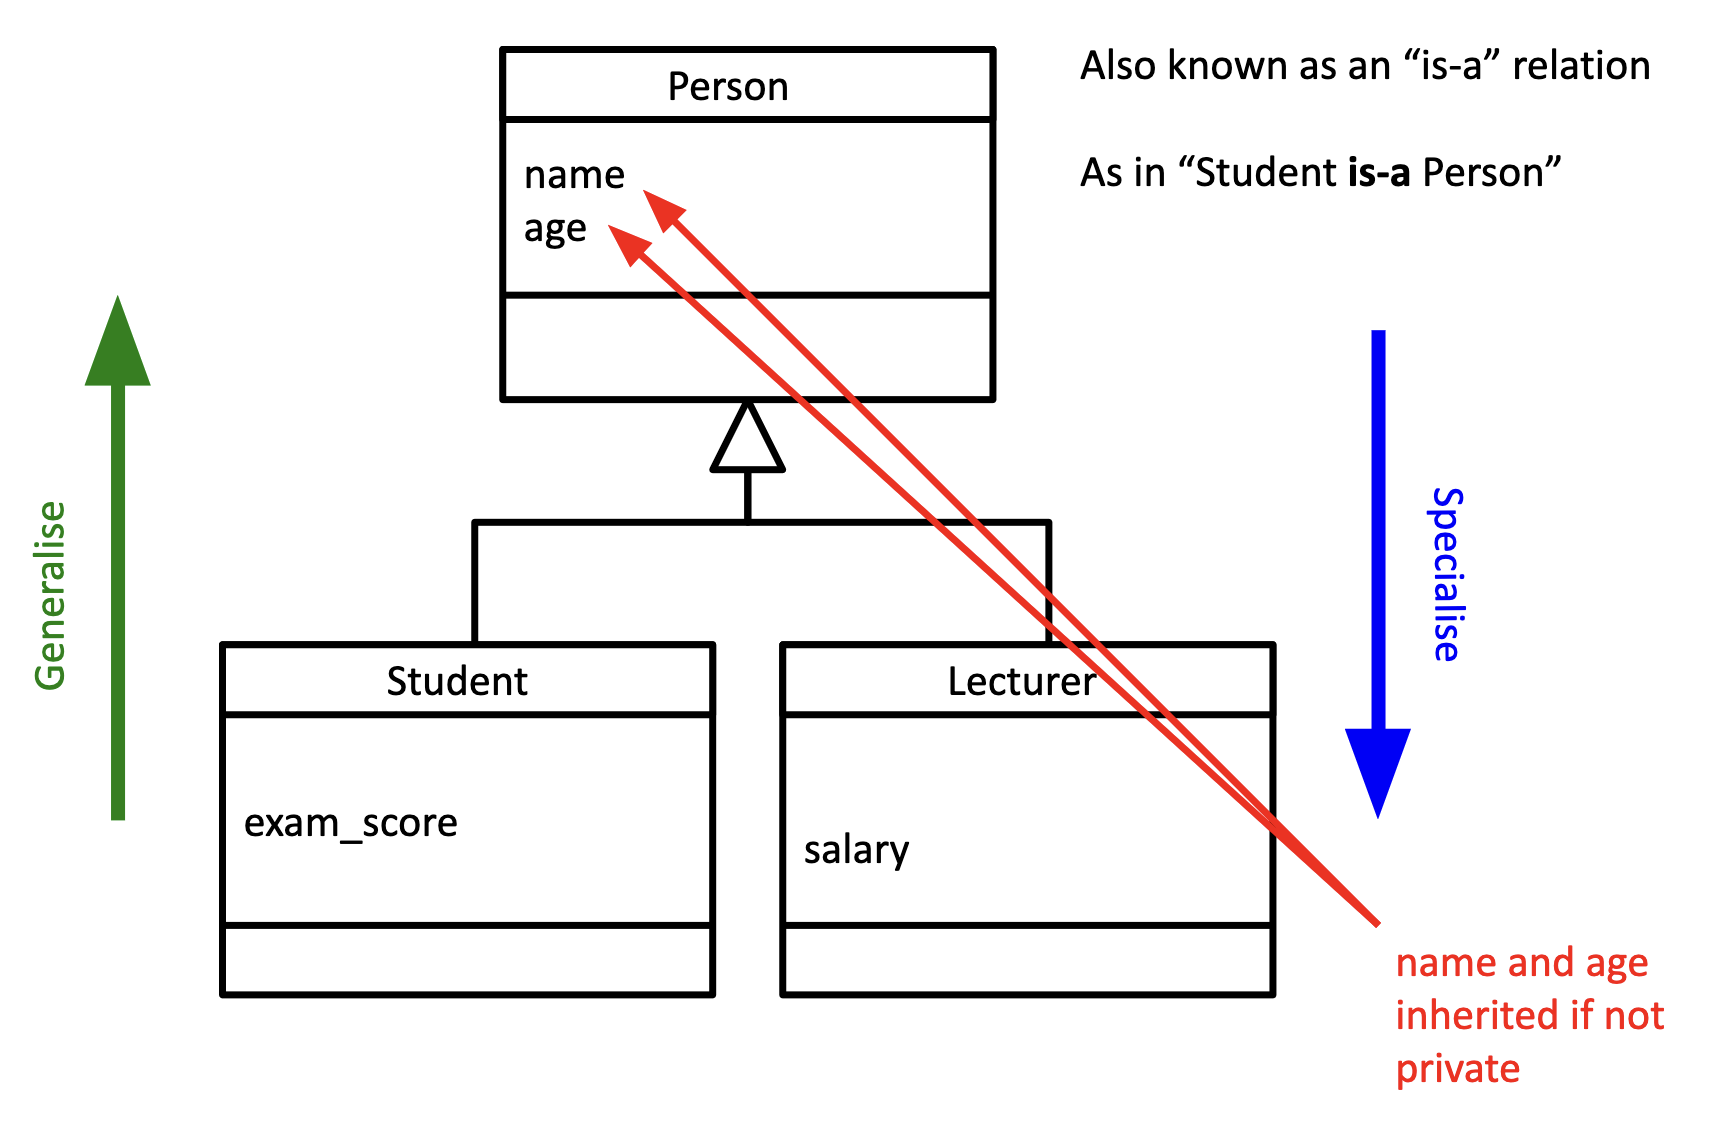 Person
name
age
Also known as an “is-a” relation
As in “Student is-a Person”
Generalise
Specialise
Student
exam_score
Lecturer
salary
name and age
inherited if not
private